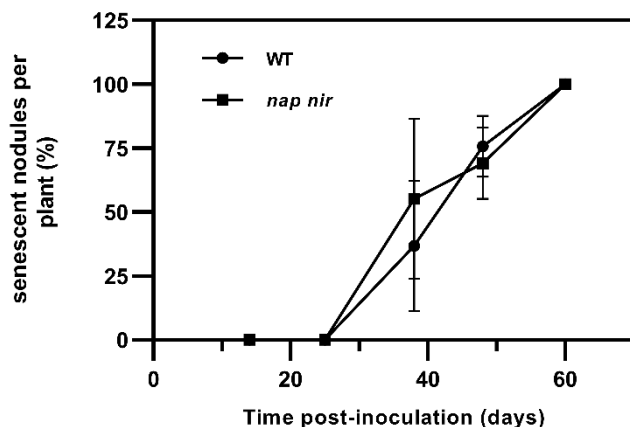 125
100
75
50
25
0
senescent nodules per
plant (%)
WT
nap nir
0 20 40 60
Time post-inoculation (days)